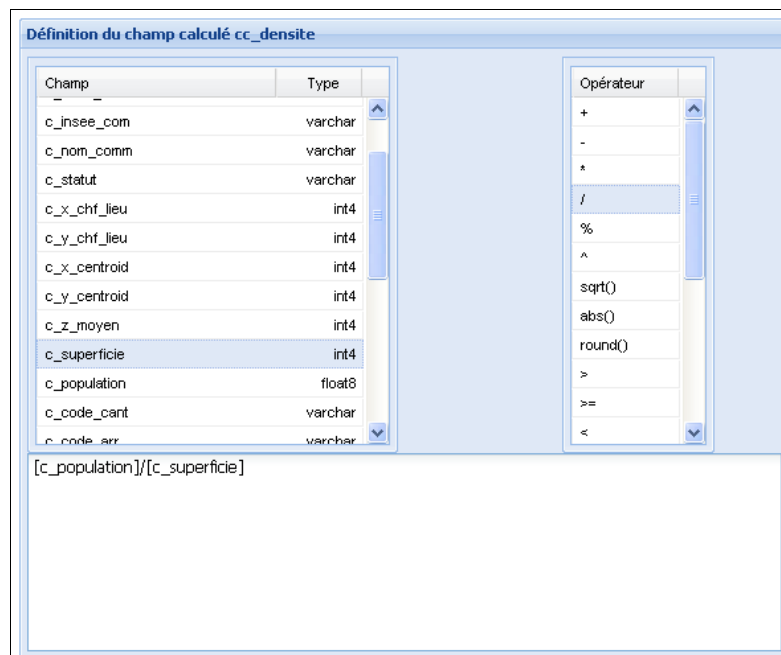 Définition du champ calculé cc_densite
Champ Type
c_insee_com varchar
c_nom_comm varchar
c_statut varchar
c_x_chf_lieu int4
c_y_chf_lieu int4
c_x_centroid int4
c_y_centroid int4
c_z_moyen int4
c_superficie int4
c_population float8
c_code_cant varchar
c_code_arr varchar
Opérateur
+
-
*
/
%
^
sqrt()
abs()
round()
>
>=
<
[c_population]/[c_superficie]